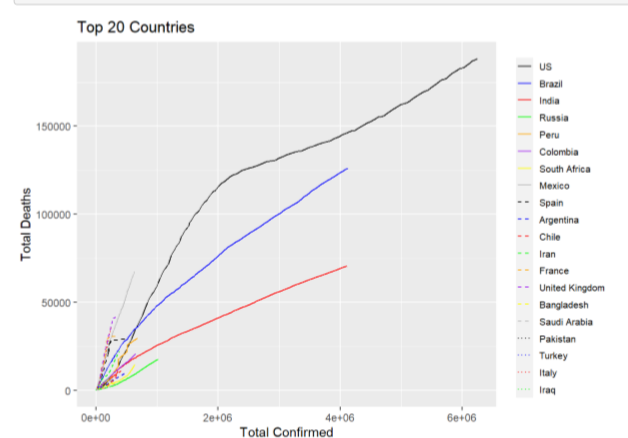 Top 20 Countries
Total Deaths
150000
100000
50000
0
0e+00
2e+06
4e+06
6e+06
Total Confirmed
US
Brazil
India
Russia
Peru
Colombia
South Africa
Mexico
Spain
Argentina
Chile
Iran
France
United Kingdom
Bangladesh
Saudi Arabia
Pakistan
Turkey
Italy
Iraq